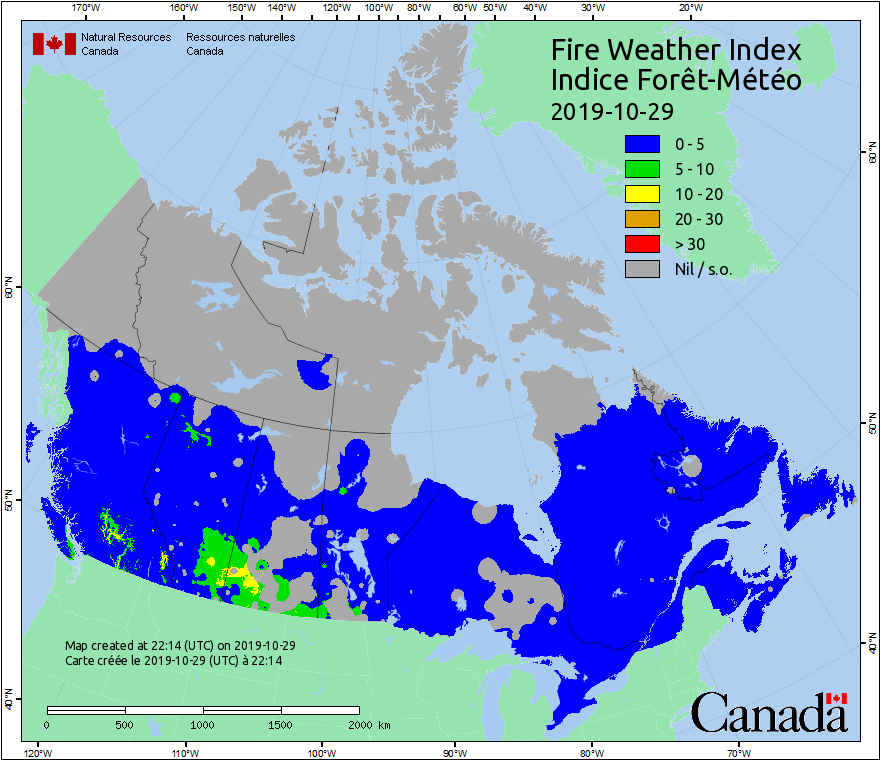 170°W 160°W 150°W 140°W 120°W 110°W 100°W 90°W 80°W 60°W 50°W 40°W 30°W 20°W
Natural Resources Ressources naturelles
Canada Canada
Fire Weather Index
Indice Forêt-Météo
2019-10-29
0 - 5
5 - 10
10 - 20
20 - 30
> 30
Nil / s.o.
60°N
60°N
50°N
50°N
40°N
40°N
Map created at 22:14 (UTC) on 2019-10-29
Carte créée le 2019-10-29 (UTC) à 22:14
0 500 1000 1500 2000 km
Canada
120°W 110°W 100°W 90°W 80°W 70°W